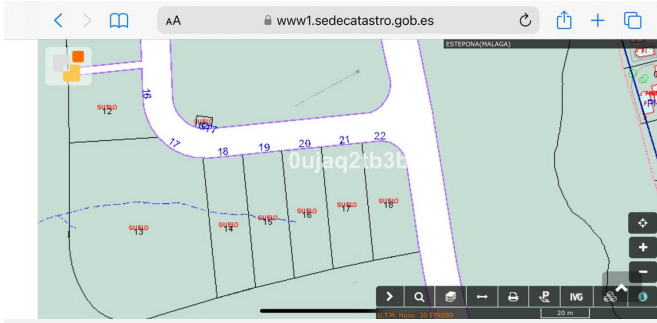 AA
www1.sedecatastro.gob.es
ESTEPONA(MALAGA)
16
SUELO
12
SUELO
17
18
19
20
21
22
0ujaq2tb3b
SUELO
13
SUELO
14
SUELO
15
SUELO
16
SUELO
17
SUELO
18
IVG
U.T.M. Huso: 30 ETRS89
20 m